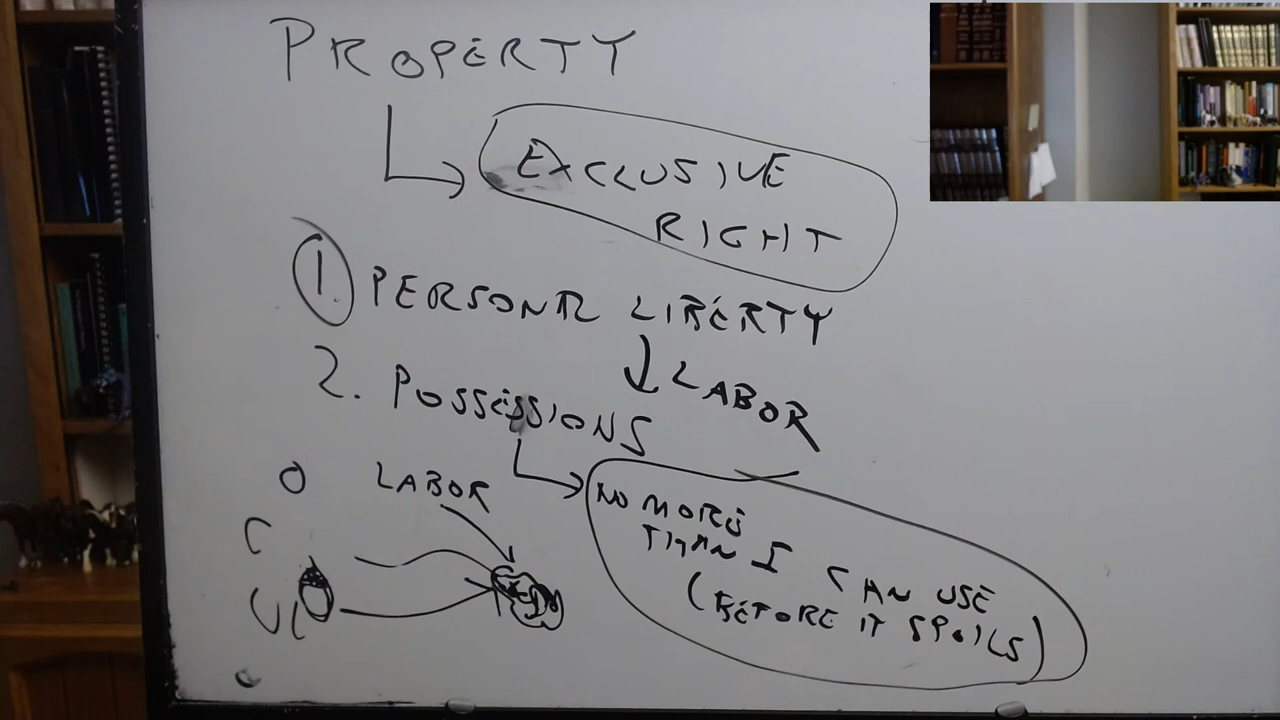 PROPERTY
EXCLUSIVE
RIGHT
1. PERSONAL LIBERTY
LABOR
2. POSSESSIONS
LABOR
NO MORE
THAN I CAN USE
(BEFORE IT SPOILS)